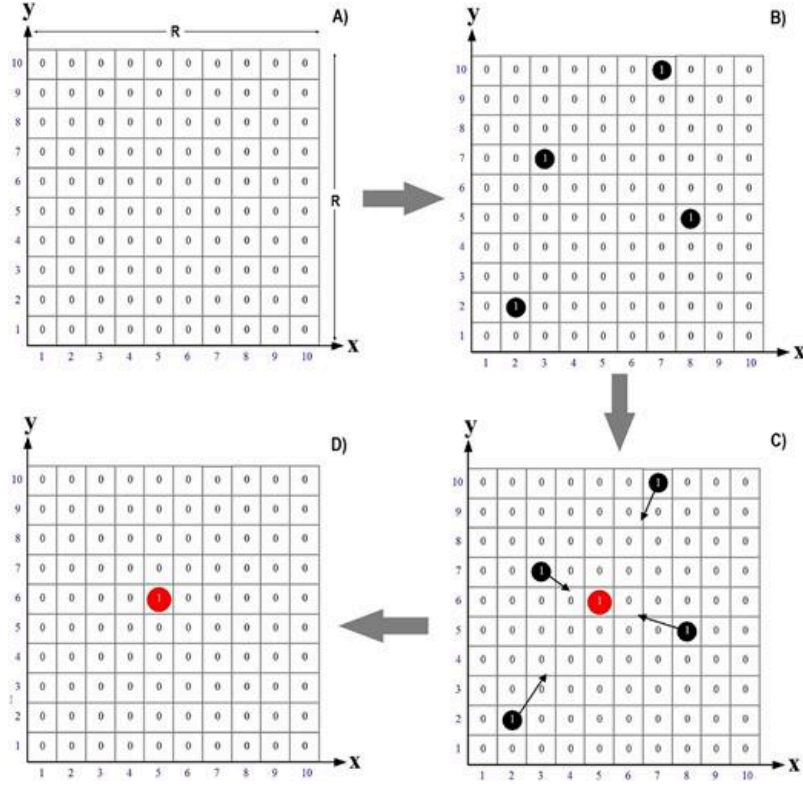 A)
y
R
10 0 0 0 0 0 0 0 0 0 0
9 0 0 0 0 0 0 0 0 0 0
8 0 0 0 0 0 0 0 0 0 0
7 0 0 0 0 0 0 0 0 0 0
6 0 0 0 0 0 0 0 0 0 0
R
5 0 0 0 0 0 0 0 0 0 0
4 0 0 0 0 0 0 0 0 0 0
3 0 0 0 0 0 0 0 0 0 0
2 0 0 0 0 0 0 0 0 0 0
1 0 0 0 0 0 0 0 0 0 0
x
1 2 3 4 5 6 7 8 9 10
B)
y
10 0 0 0 0 0 0 1 0 0 0
9 0 0 0 0 0 0 0 0 0 0
8 0 0 0 0 0 0 0 0 0 0
7 0 0 1 0 0 0 0 0 0 0
6 0 0 0 0 0 0 0 0 0 0
5 0 0 0 0 0 0 0 1 0 0
4 0 0 0 0 0 0 0 0 0 0
3 0 0 0 0 0 0 0 0 0 0
2 0 1 0 0 0 0 0 0 0 0
1 0 0 0 0 0 0 0 0 0 0
x
1 2 3 4 5 6 7 8 9 10
C)
y
10 0 0 0 0 0 0 1 0 0 0
9 0 0 0 0 0 0 0 0 0 0
8 0 0 0 0 0 0 0 0 0 0
7 0 0 1 0 0 0 0 0 0 0
6 0 0 0 0 1 0 0 0 0 0
5 0 0 0 0 0 0 0 1 0 0
4 0 0 0 0 0 0 0 0 0 0
3 0 0 0 0 0 0 0 0 0 0
2 0 1 0 0 0 0 0 0 0 0
1 0 0 0 0 0 0 0 0 0 0
x
1 2 3 4 5 6 7 8 9 10
D)
y
10 0 0 0 0 0 0 0 0 0 0
9 0 0 0 0 0 0 0 0 0 0
8 0 0 0 0 0 0 0 0 0 0
7 0 0 0 0 0 0 0 0 0 0
6 0 0 0 0 1 0 0 0 0 0
5 0 0 0 0 0 0 0 0 0 0
4 0 0 0 0 0 0 0 0 0 0
3 0 0 0 0 0 0 0 0 0 0
2 0 0 0 0 0 0 0 0 0 0
1 0 0 0 0 0 0 0 0 0 0
x
1 2 3 4 5 6 7 8 9 10